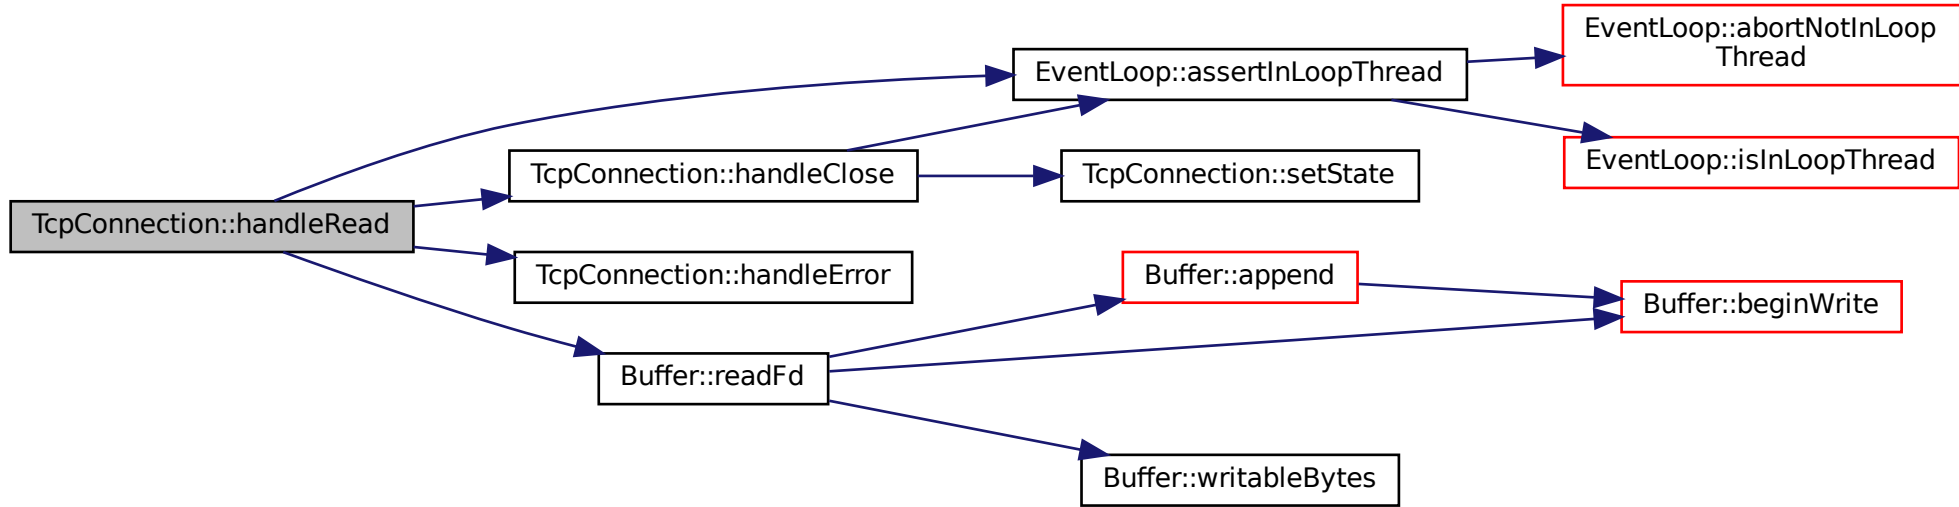 TcpConnection::handleRead
EventLoop::assertInLoopThread
EventLoop::abortNotInLoop
Thread
EventLoop::isInLoopThread
TcpConnection::handleClose
TcpConnection::setState
TcpConnection::handleError
Buffer::readFd
Buffer::append
Buffer::beginWrite
Buffer::writableBytes